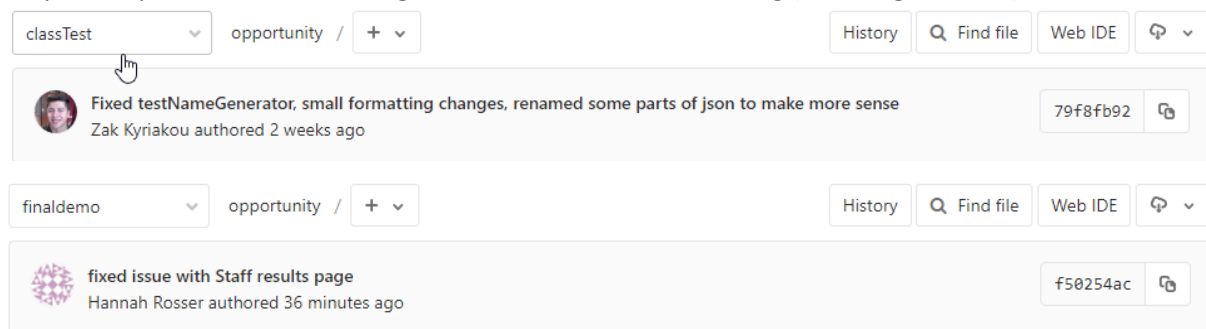 classTest opportunity / + History Find file Web IDE
Fixed testNameGenerator, small formatting changes, renamed some parts of json to make more sense
79f8fb92
Zak Kyriakou authored 2 weeks ago
finaldemo opportunity / + History Find file Web IDE
fixed issue with Staff results page
f50254ac
Hannah Rosser authored 36 minutes ago